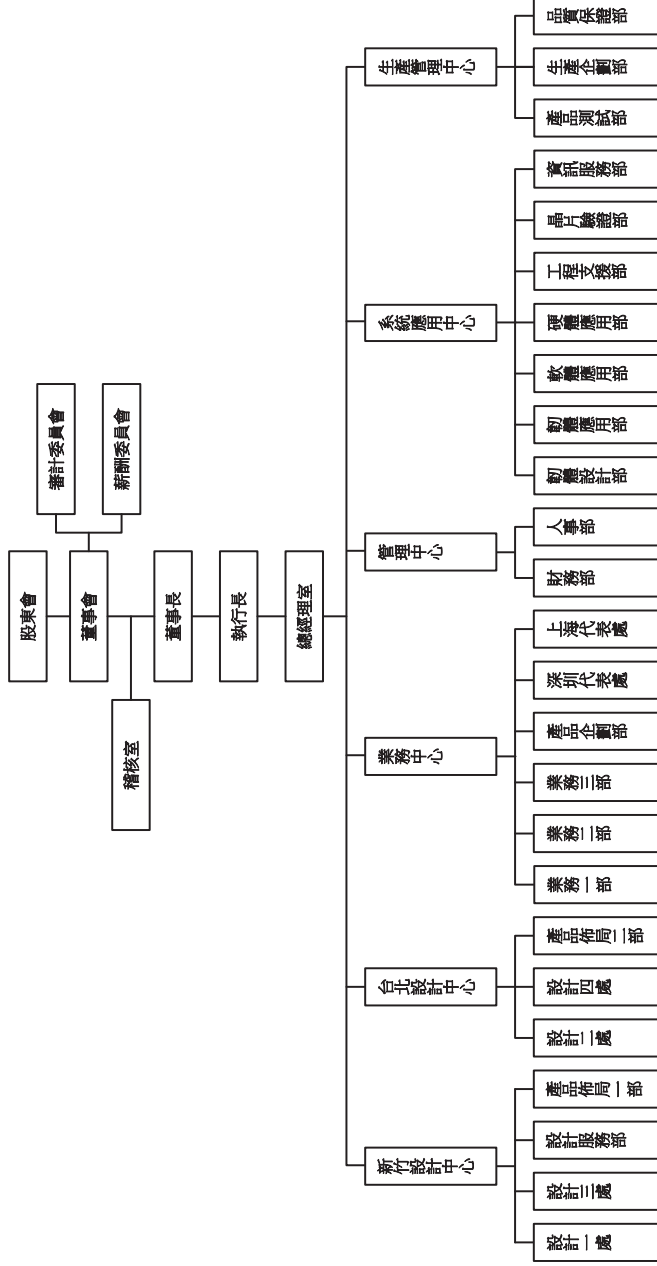 股東會
董事會
審計委員會
薪酬委員會
稽核室
董事長
執行長
總經理室
新竹設計中心
台北設計中心
業務中心
管理中心
系統應用中心
生產管理中心
設計一處
設計三處
設計服務部
產品佈局一部
設計二處
設計四處
產品佈局二部
業務一部
業務二部
業務三部
產品企劃部
深圳代表處
上海代表處
財務部
人事部
韌體設計部
韌體應用部
軟體應用部
硬體應用部
工程支援部
晶片驗證部
資訊服務部
產品測試部
生產企劃部
品質保證部